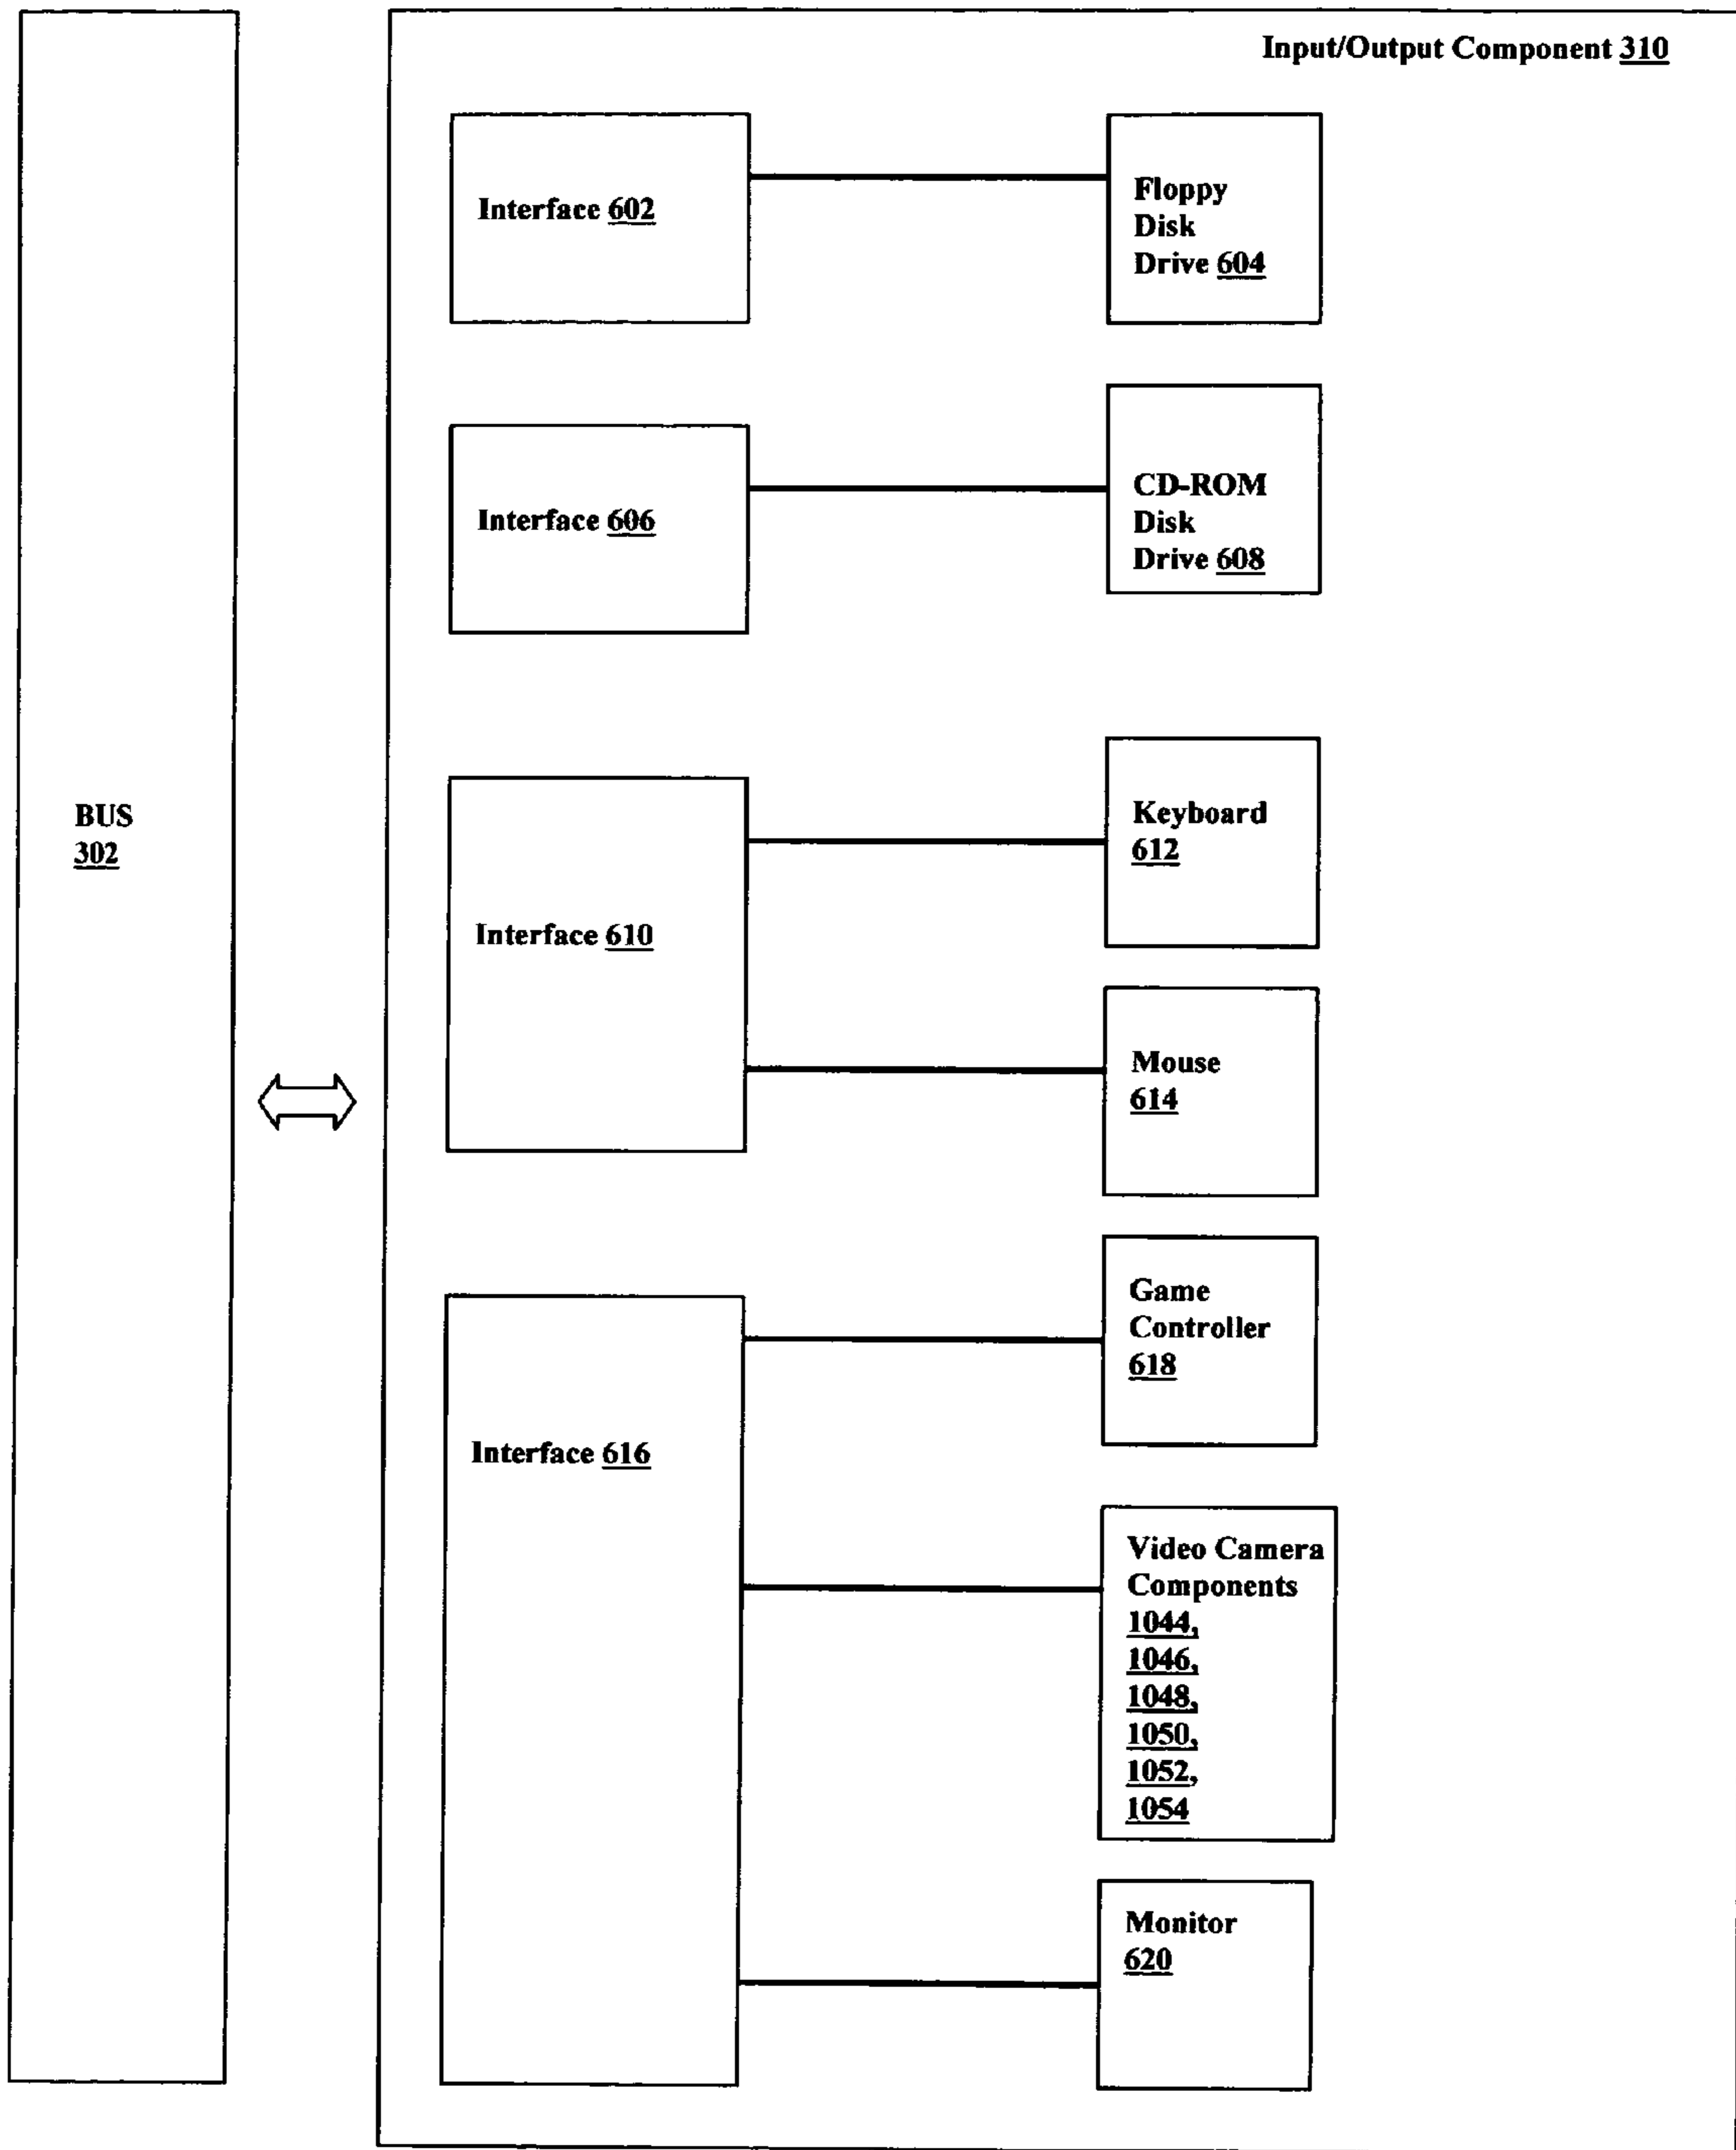 Input/Output Component 310
Interface 602
Floppy
Disk
Drive 604
Interface 606
CD-ROM
Disk
Drive 608
BUS
302
Interface 610
Keyboard
612
Mouse
614
Interface 616
Game
Controller
618
Video Camera
Components
1044,
1046,
1048,
1050,
1052,
1054
Monitor
620